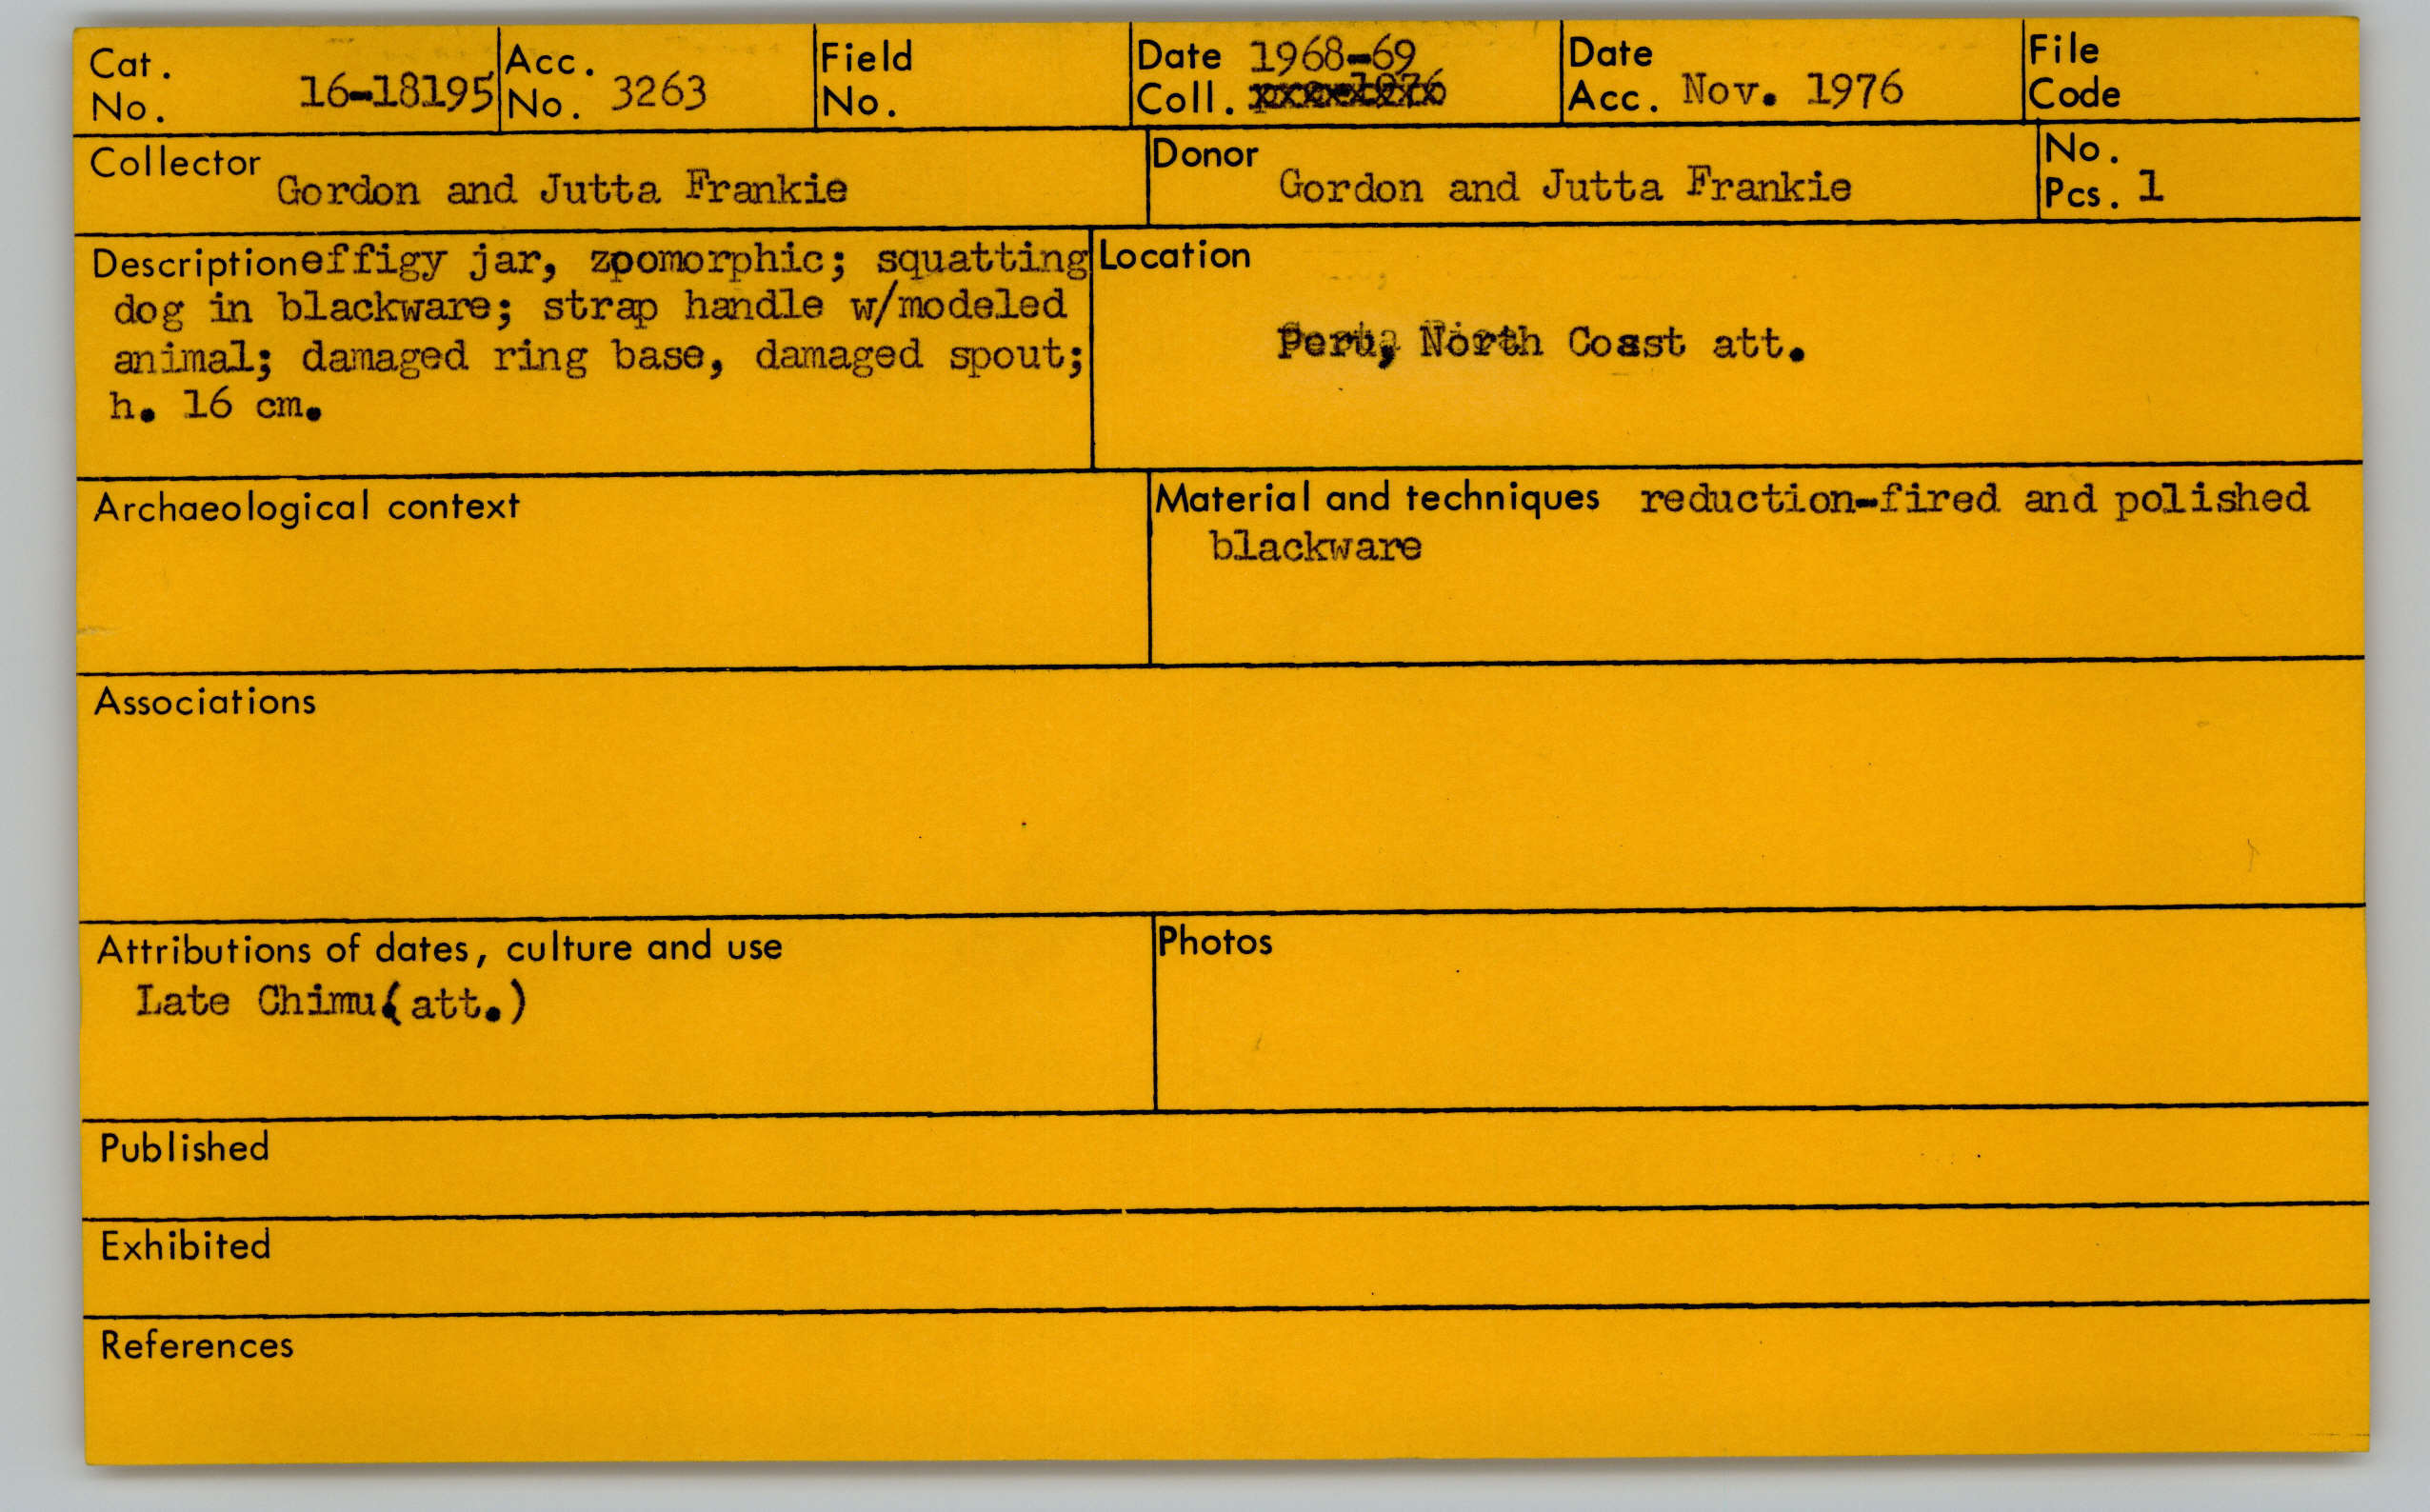 Cat. No. 16-18195 Acc. No. 3263 Field No. Date Coll. 1968-69 Date Acc. Nov. 1976 File Code
Collector Gordon and Jutta Frankie Donor Gordon and Jutta Frankie No. Pcs. 1
Description effigy jar, zoomorphic; squatting
dog in blackware; strap handle w/modeled
animal; damaged ring base, damaged spout;
h. 16 cm.
Location
Peru, North Coast att.
Archaeological context
Material and techniques reduction-fired and polished
blackware
Associations
Attributions of dates, culture and use
Late Chimu(att.)
Photos
Published
Exhibited
References